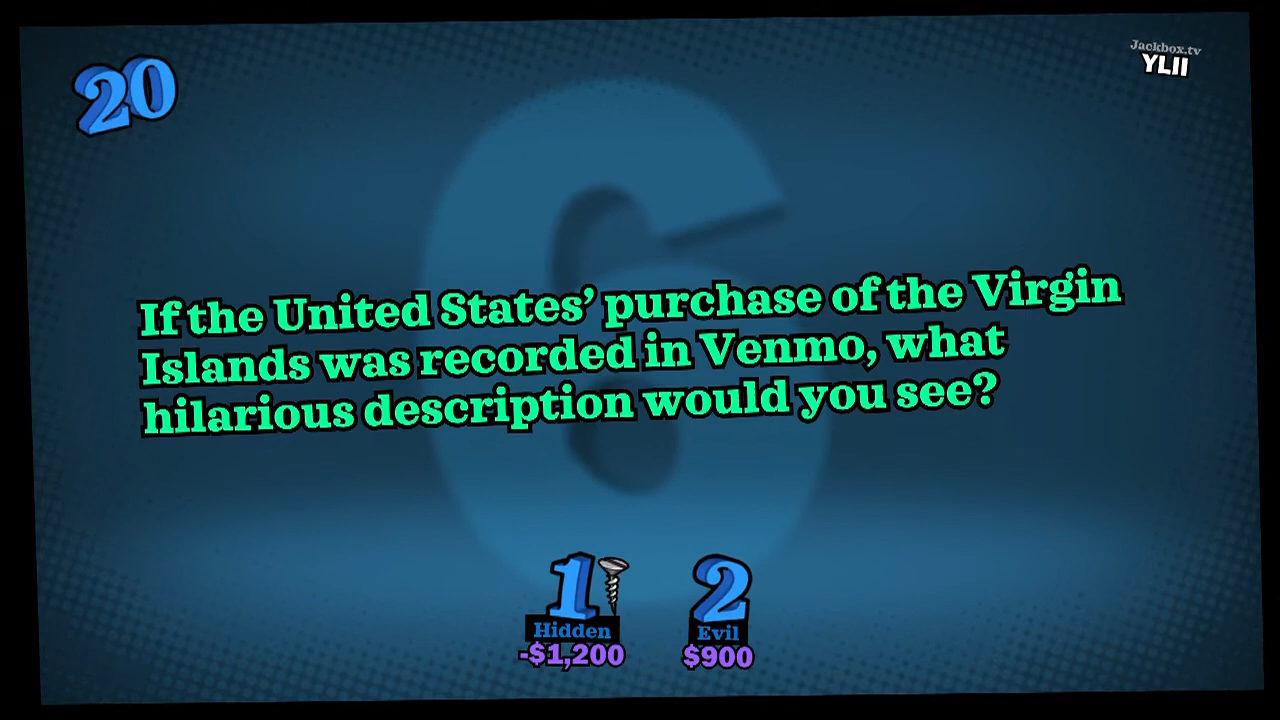 20
Jackbox.tv
YLII
If the United States’ purchase of the Virgin
Islands was recorded in Venmo, what
hilarious description would you see?
1
Hidden
-$1,200
2
Evil
$900
6